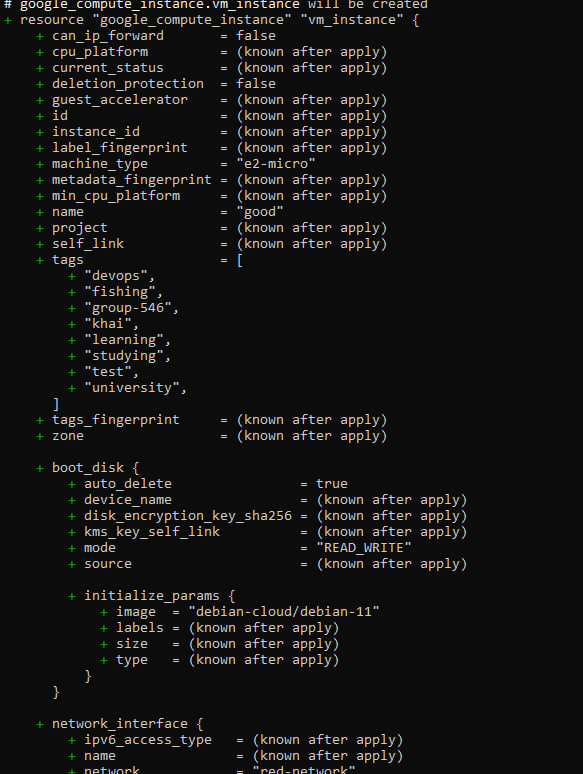 # google_compute_instance.vm_instance will be created
+ resource "google_compute_instance" "vm_instance" {
    + can_ip_forward       = false
    + cpu_platform         = (known after apply)
    + current_status       = (known after apply)
    + deletion_protection  = false
    + guest_accelerator    = (known after apply)
    + id                   = (known after apply)
    + instance_id          = (known after apply)
    + label_fingerprint    = (known after apply)
    + machine_type         = "e2-micro"
    + metadata_fingerprint = (known after apply)
    + min_cpu_platform     = (known after apply)
    + name                 = "good"
    + project              = (known after apply)
    + self_link            = (known after apply)
    + tags                 = [
        + "devops",
        + "fishing",
        + "group-546",
        + "khai",
        + "learning",
        + "studying",
        + "test",
        + "university",
      ]
    + tags_fingerprint     = (known after apply)
    + zone                 = (known after apply)

    + boot_disk {
        + auto_delete                = true
        + device_name                = (known after apply)
        + disk_encryption_key_sha256 = (known after apply)
        + kms_key_self_link          = (known after apply)
        + mode                       = "READ_WRITE"
        + source                     = (known after apply)

        + initialize_params {
            + image  = "debian-cloud/debian-11"
            + labels = (known after apply)
            + size   = (known after apply)
            + type   = (known after apply)
          }
      }

    + network_interface {
        + ipv6_access_type   = (known after apply)
        + name               = (known after apply)
        + network            = "red-network"